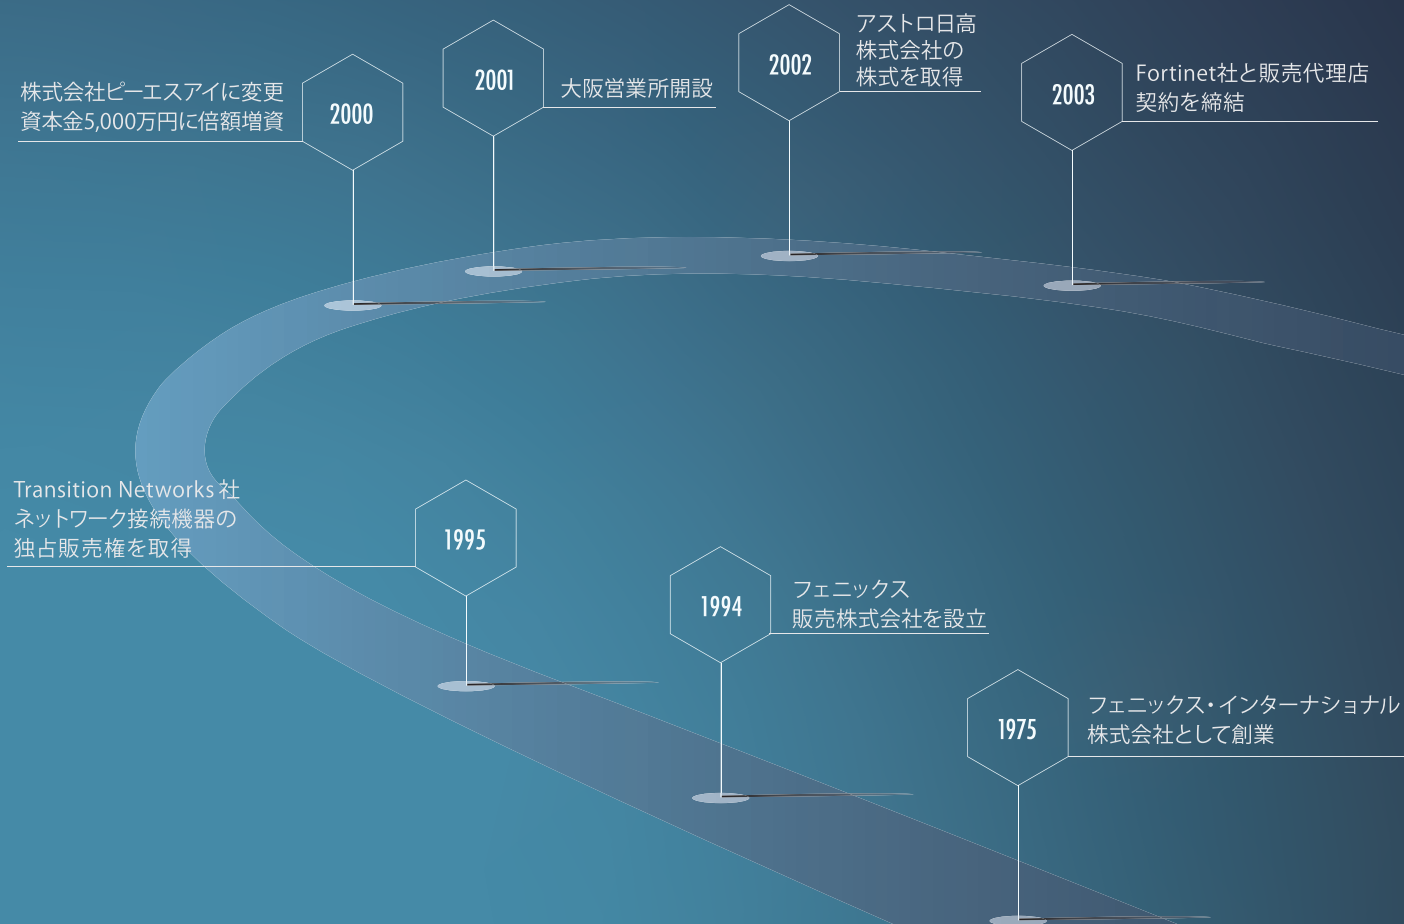 株式会社ピーエスアイに変更
資本金5,000万円に倍額増資
2000
2001
大阪営業所開設
2002
アストロ日高
株式会社の
株式を取得
2003
Fortinet社と販売代理店
契約を締結
Transition Networks 社
ネットワーク接続機器の
独占販売権を取得
1995
1994
フェニックス
販売株式会社を設立
1975
フェニックス・インターナショナル
株式会社として創業